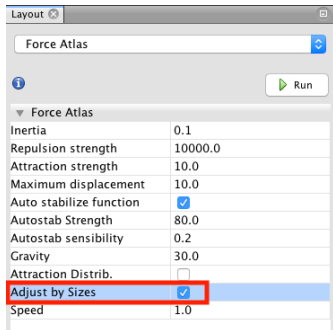 Layout
Force Atlas
Run
Force Atlas
Inertia 0.1
Repulsion strength 10000.0
Attraction strength 10.0
Maximum displacement 10.0
Auto stabilize function
Autostab Strength 80.0
Autostab sensibility 0.2
Gravity 30.0
Attraction Distrib.
Adjust by Sizes
Speed 1.0